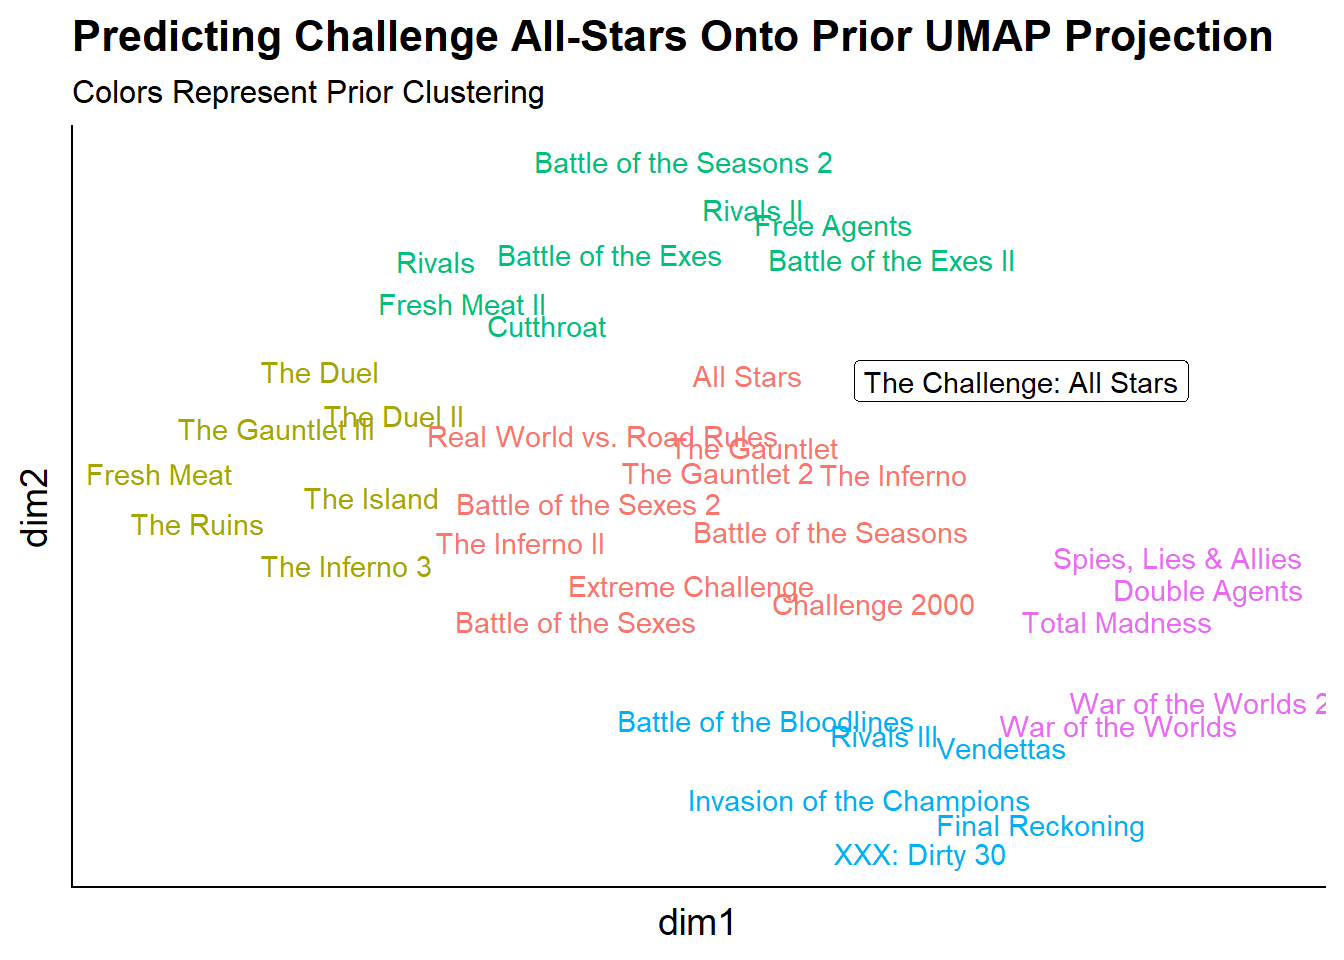 Predicting Challenge All-Stars Onto Prior UMAP Projection
Colors Represent Prior Clustering
Battle of the Seasons 2
Rivals II
Free Agents
Battle of the Exes
Battle of the Exes II
Rivals
Fresh Meat II
Cutthroat
The Duel
All Stars
The Challenge: All Stars
The Duel II
The Gauntlet III
Real World vs. Road Rules
The Gauntlet
Fresh Meat
The Gauntlet 2
The Inferno
The Island
Battle of the Sexes 2
The Ruins
Battle of the Seasons
The Inferno II
Spies, Lies & Allies
The Inferno 3
Extreme Challenge
Double Agents
Challenge 2000
Battle of the Sexes
Total Madness
War of the Worlds 2
Battle of the Bloodlines
War of the Worlds
Rivals III
Vendettas
Invasion of the Champions
Final Reckoning
XXX: Dirty 30
dim1
dim2